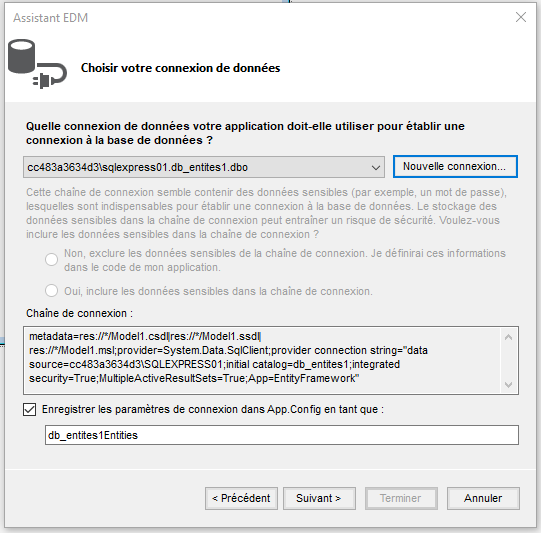 Assistant EDM
Choisir votre connexion de données
Quelle connexion de données votre application doit-elle utiliser pour établir une
connexion à la base de données ?
cc483a3634d3\sqlexpress01.db_entites1.dbo
Nouvelle connexion...
Cette chaîne de connexion semble contenir des données sensibles (par exemple, un mot de passe),
lesquelles sont indispensables pour établir une connexion à la base de données. Le stockage des
données sensibles dans la chaîne de connexion peut entraîner un risque de sécurité. Voulez-vous
inclure les données sensibles dans la chaîne de connexion ?
Non, exclure les données sensibles de la chaîne de connexion. Je définirai ces informations
dans le code de mon application.
Oui, inclure les données sensibles dans la chaîne de connexion.
Chaîne de connexion :
metadata=res://*/Model1.csdl|res://*/Model1.ssdl|
res://*/Model1.msl;provider=System.Data.SqlClient;provider connection string="data
source=cc483a3634d3\SQLEXPRESS01;initial catalog=db_entites1;integrated
security=True;MultipleActiveResultSets=True;App=EntityFramework"
Enregistrer les paramètres de connexion dans App.Config en tant que :
db_entites1Entities
< Précédent
Suivant >
Terminer
Annuler